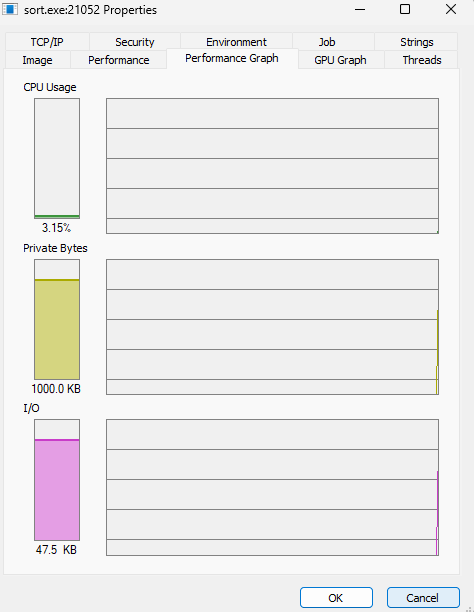 sort.exe:21052 Properties
TCP/IP Security Environment Job Strings
Image Performance Performance Graph GPU Graph Threads
CPU Usage
3.15%
Private Bytes
1000.0 KB
I/O
47.5 KB
OK Cancel